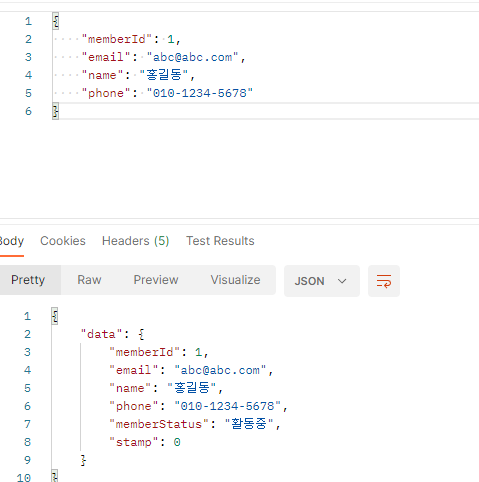 1 {
2 "memberId": 1,
3 "email": "abc@abc.com",
4 "name": "홍길동",
5 "phone": "010-1234-5678"
6 }
Body Cookies Headers (5) Test Results
Pretty Raw Preview Visualize JSON
1 {
2 "data": {
3 "memberId": 1,
4 "email": "abc@abc.com",
5 "name": "홍길동",
6 "phone": "010-1234-5678",
7 "memberStatus": "활동중",
8 "stamp": 0
9 }
10 }